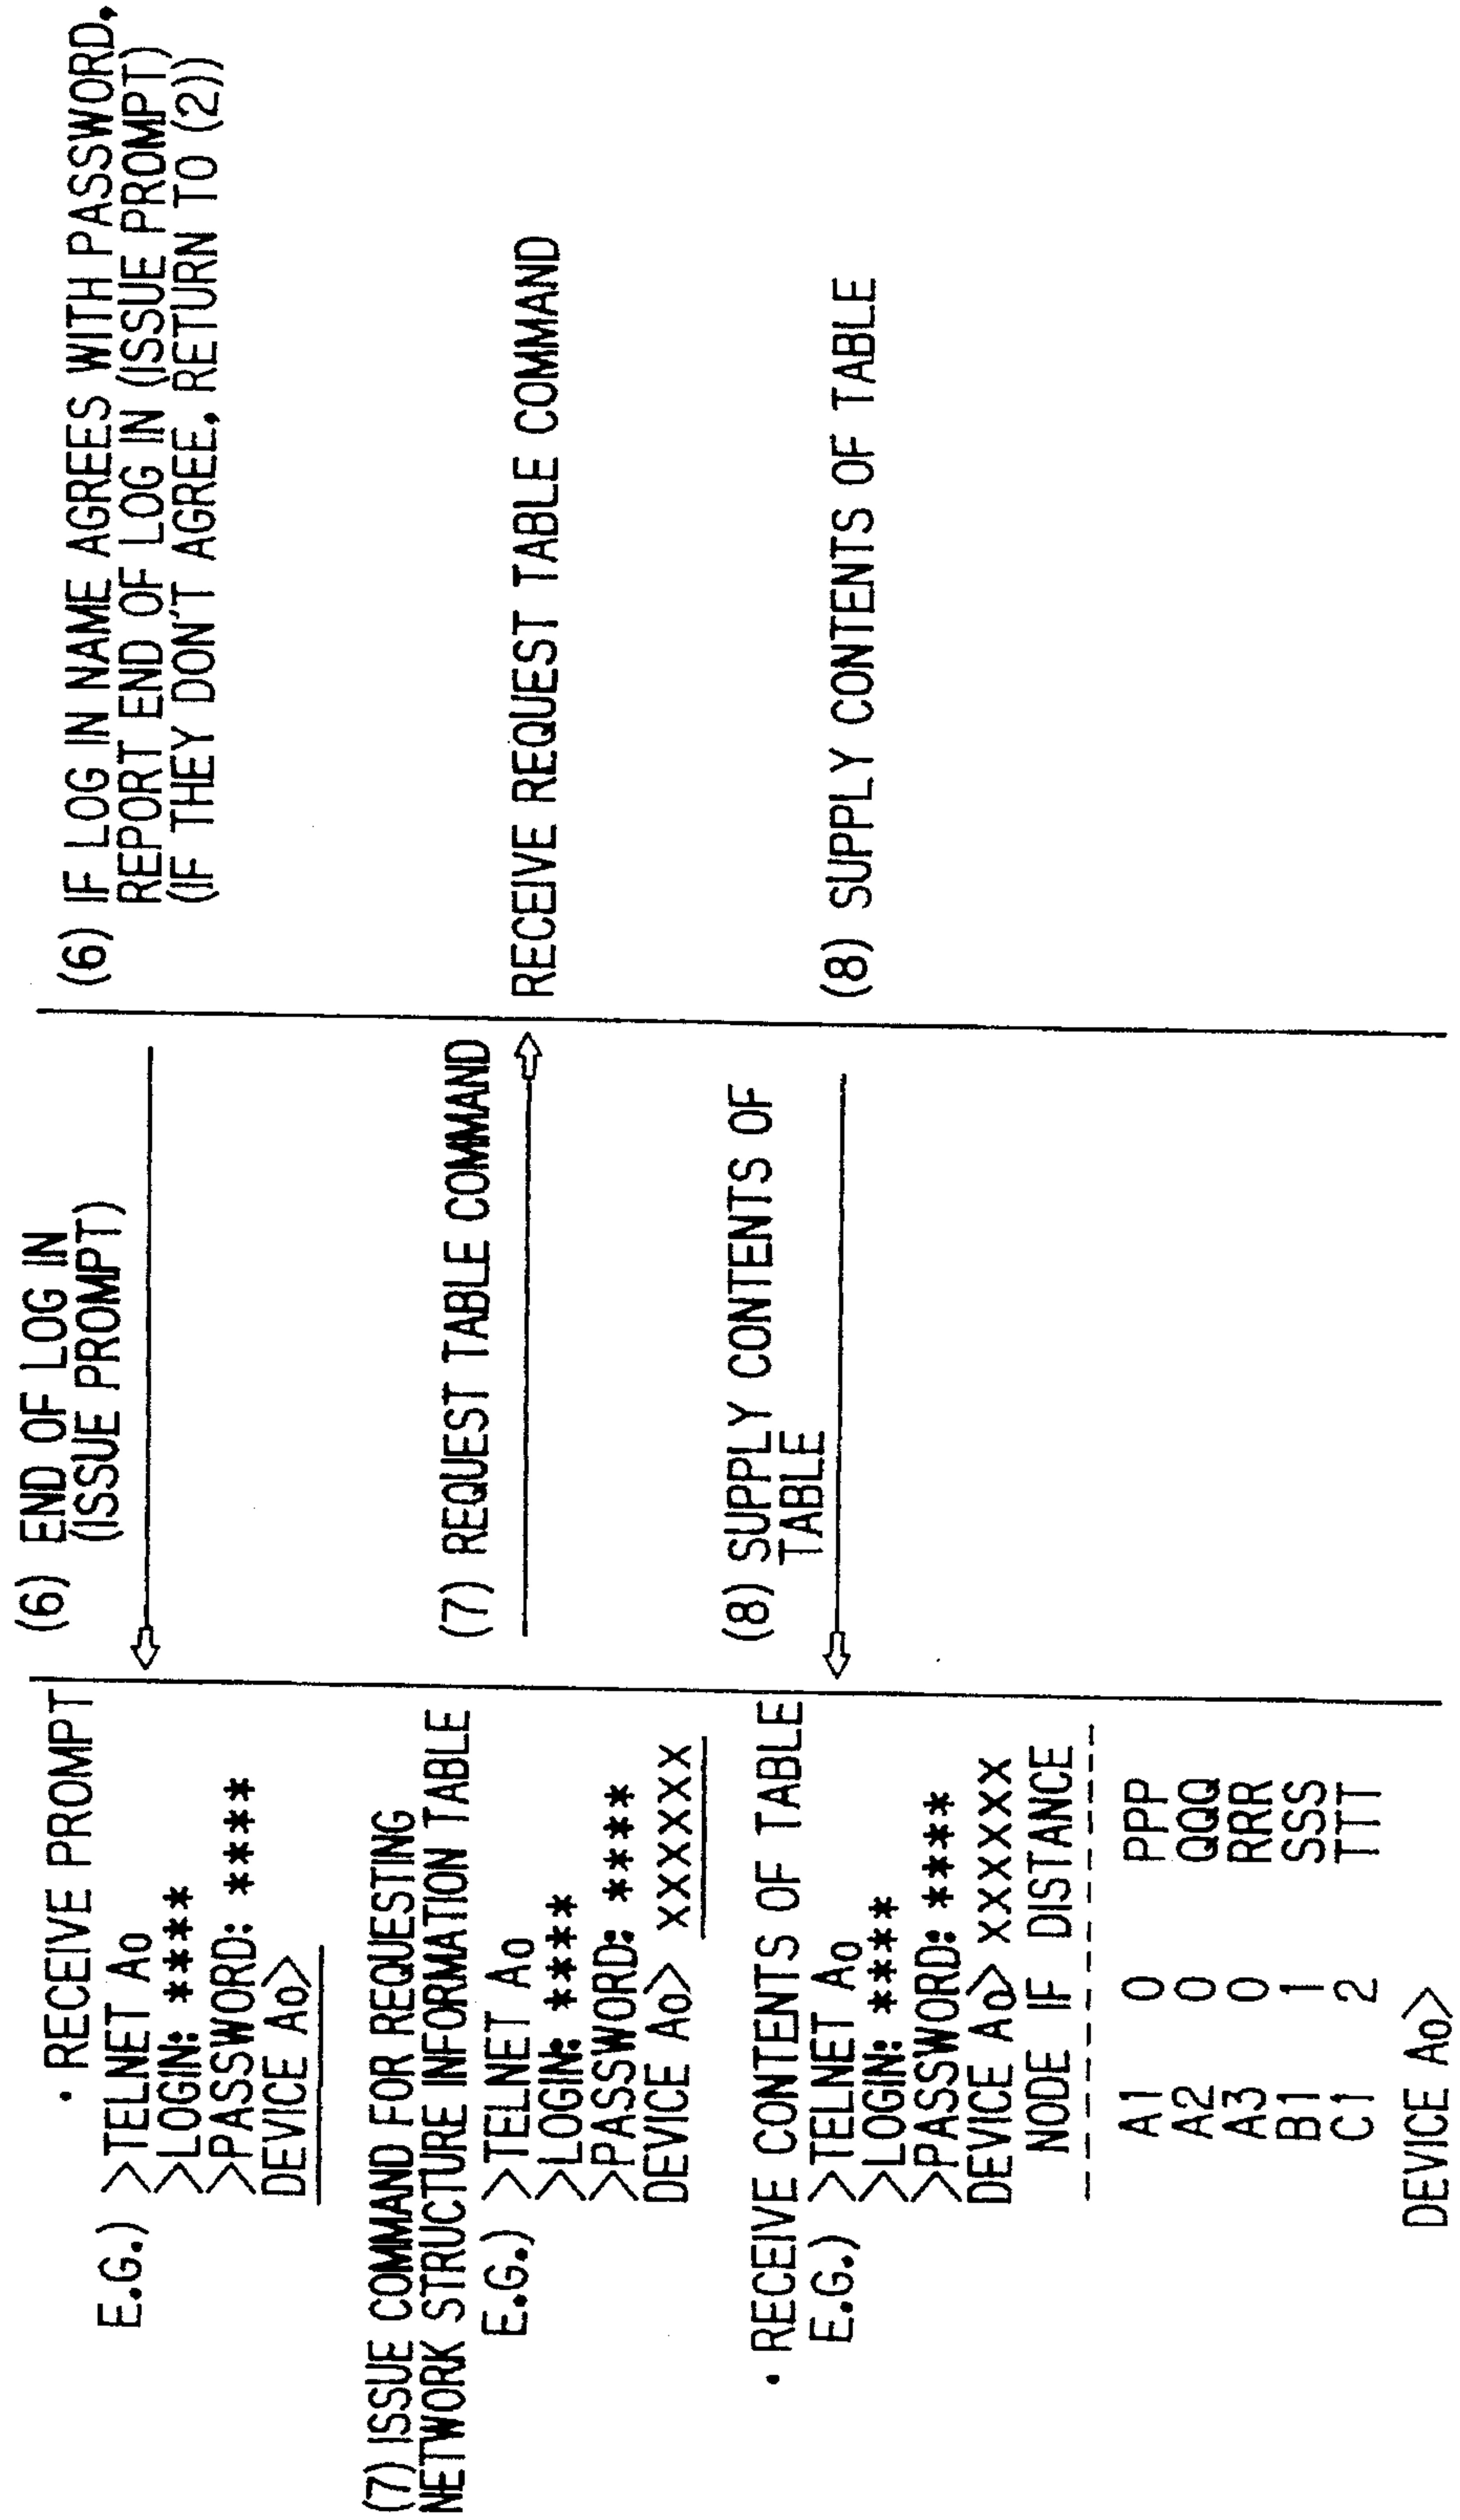 (6) END OF LOG IN
(ISSUE PROMPT)
• RECEIVE PROMPT
E.G.) >TELNET Ao
>LOGIN: ****
>PASSWORD: ****
DEVICE Ao>
(6) IF LOG IN NAME AGREES WITH PASSWORD,
REPORT END OF LOG IN (ISSUE PROMPT)
(IF THEY DON'T AGREE, RETURN TO (2))
(7) ISSUE COMMAND FOR REQUESTING
NETWORK STRUCTURE INFORMATION TABLE
E.G.) >TELNET Ao
>LOGIN: ****
>PASSWORD: ****
DEVICE Ao> XXXXXXX
(7) REQUEST TABLE COMMAND
RECEIVE REQUEST TABLE COMMAND
• RECEIVE CONTENTS OF TABLE
E.G.) >TELNET Ao
>LOGIN: ****
>PASSWORD: ****
DEVICE Ao> XXXXXXX
NODE IF DISTANCE
A1 0 PPP
A2 0 QQQ
A3 0 RRR
B1 1 SSS
C1 2 TTT
DEVICE Ao>
(8) SUPPLY CONTENTS OF
TABLE
(8) SUPPLY CONTENTS OF TABLE